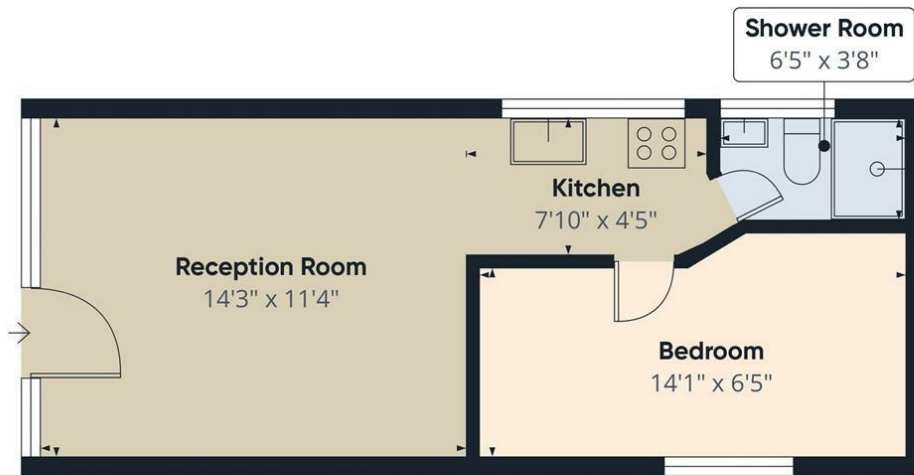 Shower Room
6'5" x 3'8"
Kitchen
7'10" x 4'5"
Reception Room
14'3" x 11'4"
Bedroom
14'1" x 6'5"